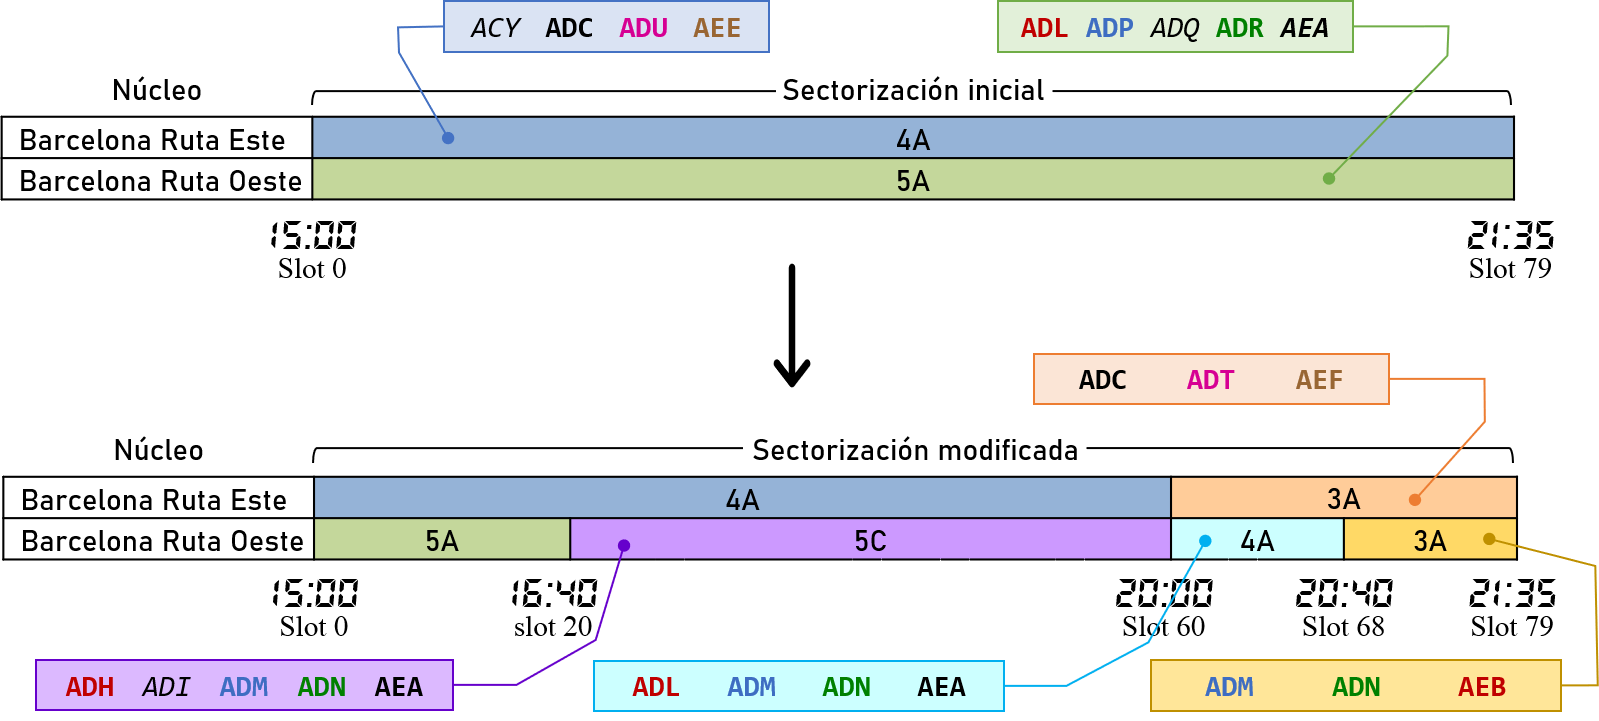 ACY ADC ADU AEE
ADL ADP ADQ ADR AEA
Núcleo Sectorización inicial
Barcelona Ruta Este 4A
Barcelona Ruta Oeste 5A
15:00 21:35
Slot 0 Slot 79
ADC ADT AEF
Núcleo Sectorización modificada
Barcelona Ruta Este 4A 3A
Barcelona Ruta Oeste 5A 5C 4A 3A
15:00 16:40 20:00 20:40 21:35
Slot 0 slot 20 Slot 60 Slot 68 Slot 79
ADH ADI ADM ADN AEA
ADL ADM ADN AEA
ADM ADN AEB